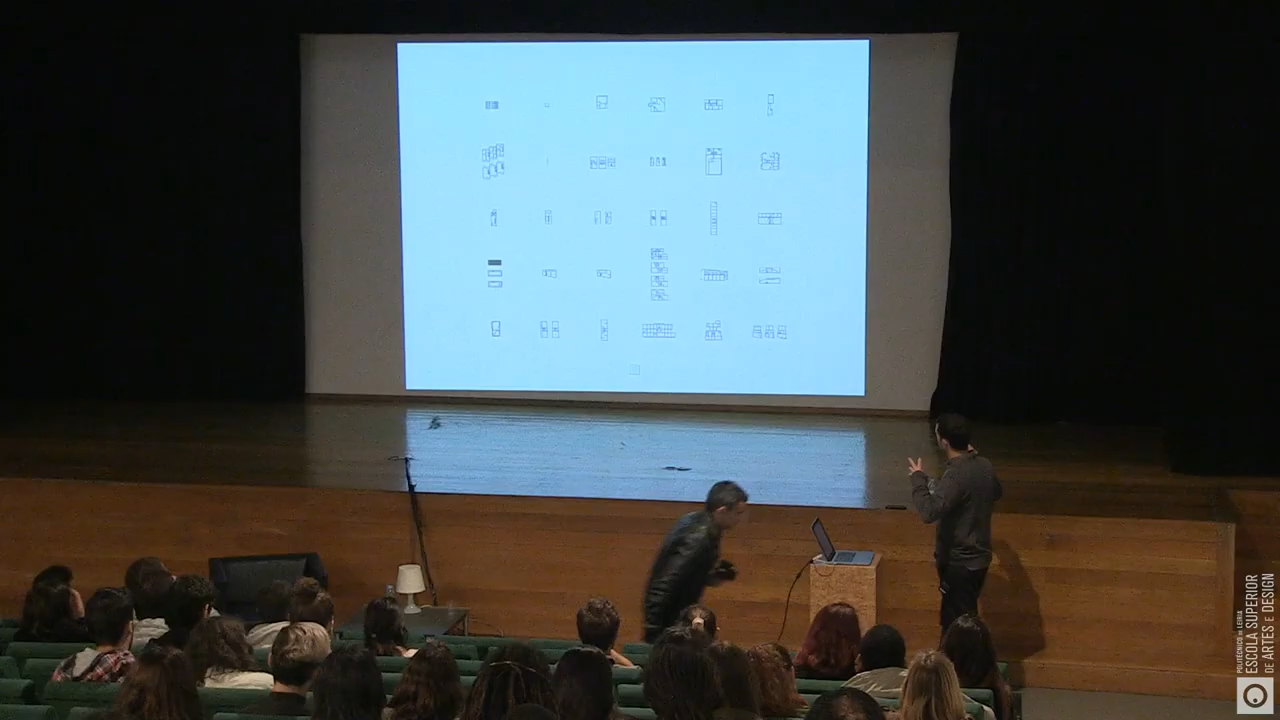 POLITÉCNICO DE LEIRIA
ESCOLA SUPERIOR
DE ARTES E DESIGN